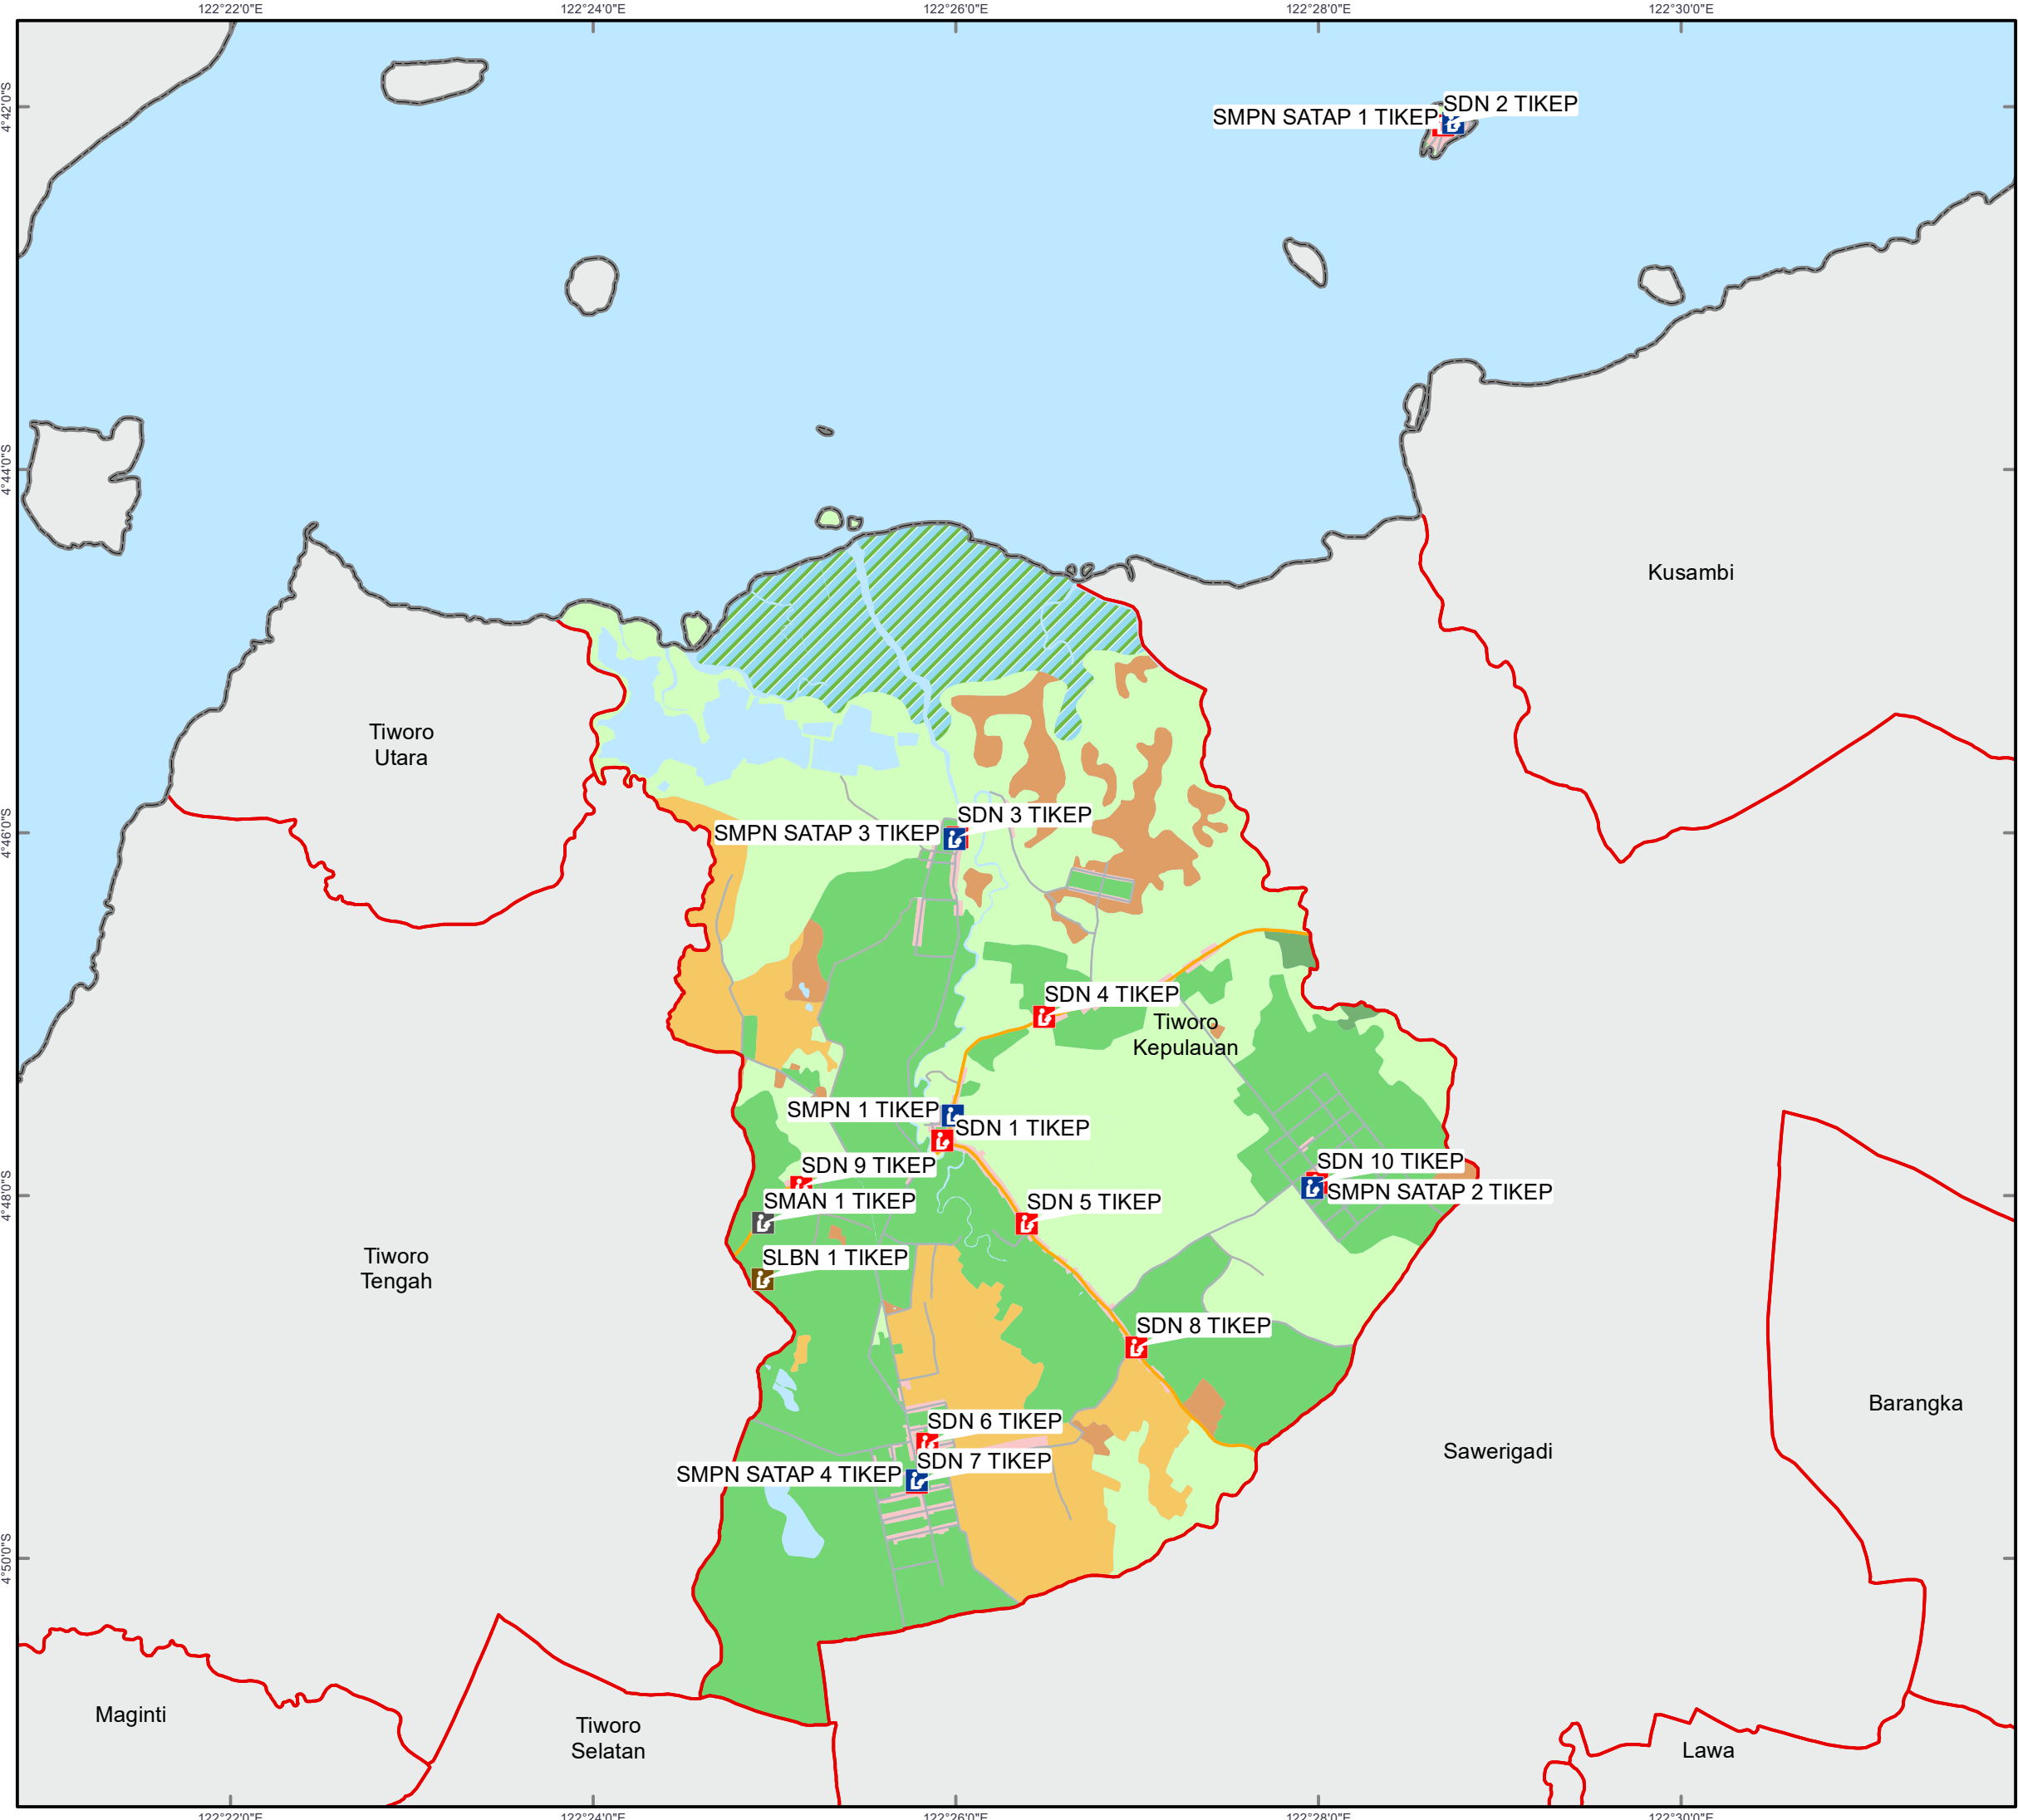 122°22'0"E
122°24'0"E
122°26'0"E
122°28'0"E
122°30'0"E
4°42'0"S
SDN 2 TIKEP
SMPN SATAP 1 TIKEP
4°44'0"S
Kusambi
Tiworo
Utara
4°46'0"S
SDN 3 TIKEP
SMPN SATAP 3 TIKEP
SDN 4 TIKEP
Tiworo
Kepulauan
SMPN 1 TIKEP
SDN 1 TIKEP
SDN 9 TIKEP
SDN 10 TIKEP
4°48'0"S
SMPN SATAP 2 TIKEP
SMAN 1 TIKEP
SDN 5 TIKEP
Tiworo
Tengah
SLBN 1 TIKEP
SDN 8 TIKEP
Barangka
SDN 6 TIKEP
Sawerigadi
SDN 7 TIKEP
SMPN SATAP 4 TIKEP
4°50'0"S
Maginti
Tiworo
Selatan
Lawa
122°22'0"E
122°24'0"E
122°26'0"E
122°28'0"E
122°30'0"E